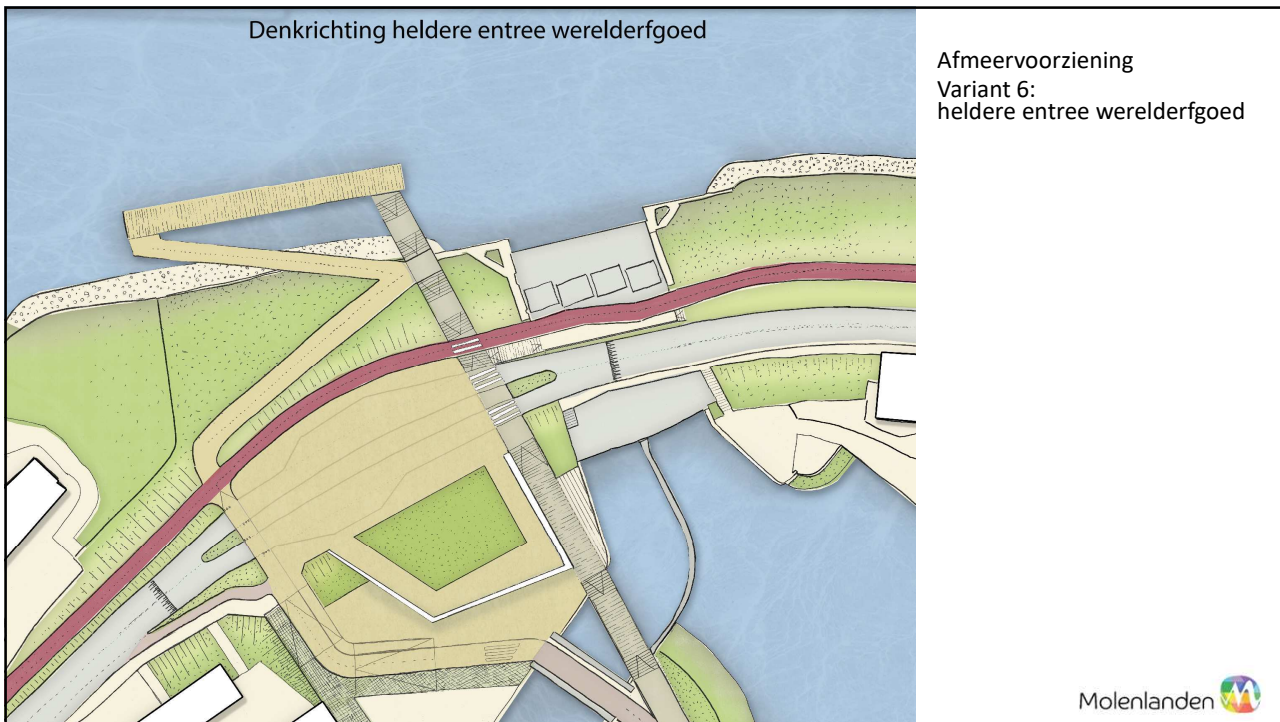 Denkrichting heldere entree werelderfgoed
Afmeervoorziening
Variant 6:
heldere entree werelderfgoed
Molenlanden